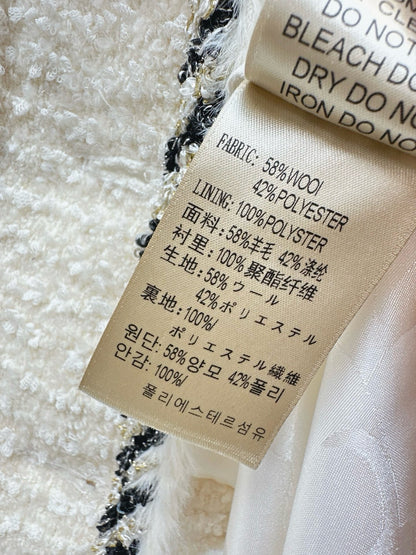 CLE
DO NOT
BLEACH DO
DRY DO NO
IRON DO NO
FABRIC: 58%WOOL
42%POLYESTER
LINING: 100%POLYSTER
面料: 58%羊毛 42%涤纶
衬里: 100%聚酯纤维
生地: 58%ウール
42%ポリエステル
裏地: 100%/
ポリエステル繊維
원단: 58%양모 42%폴리
안감: 100%/
폴리에스테르섬유